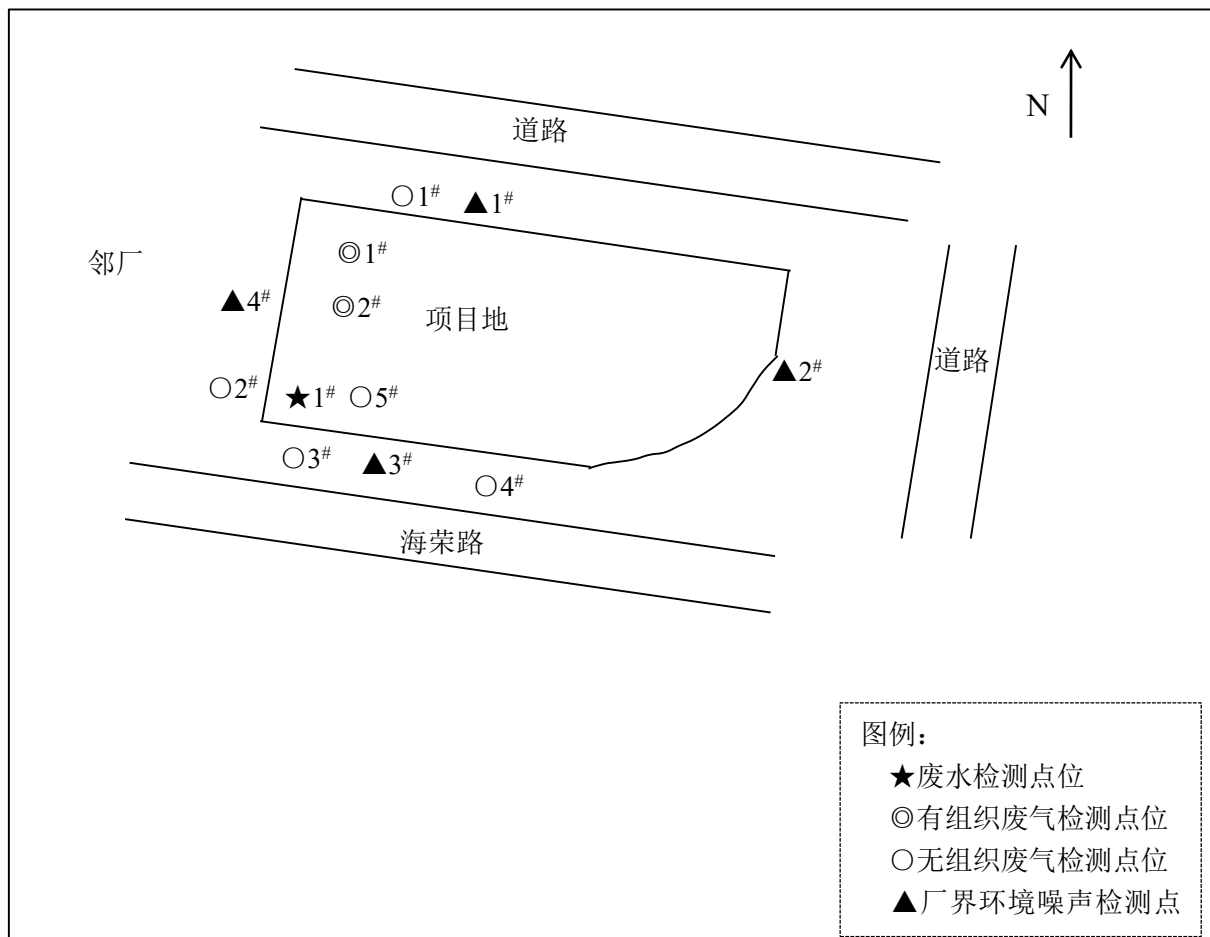 道路
N
○1# ▲1#
◎1#
邻厂
▲4#
◎2#
项目地
道路
▲2#
○2#
★1# ○5#
○3# ▲3#
○4#
海荣路
图例：
★废水检测点位
◎有组织废气检测点位
○无组织废气检测点位
▲厂界环境噪声检测点